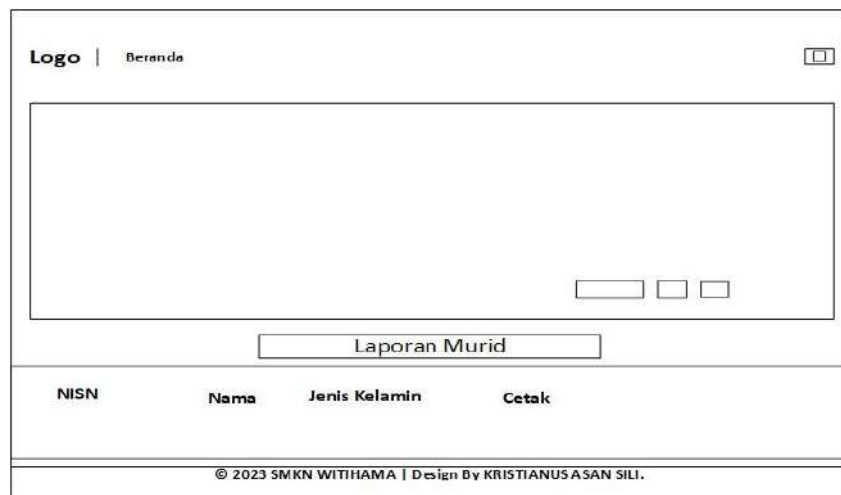 Logo | Beranda
Laporan Murid
NISN Nama Jenis Kelamin Cetak
© 2023 SMKN WITIHAMA | Design By KRISTIANUS ASAN SILI.